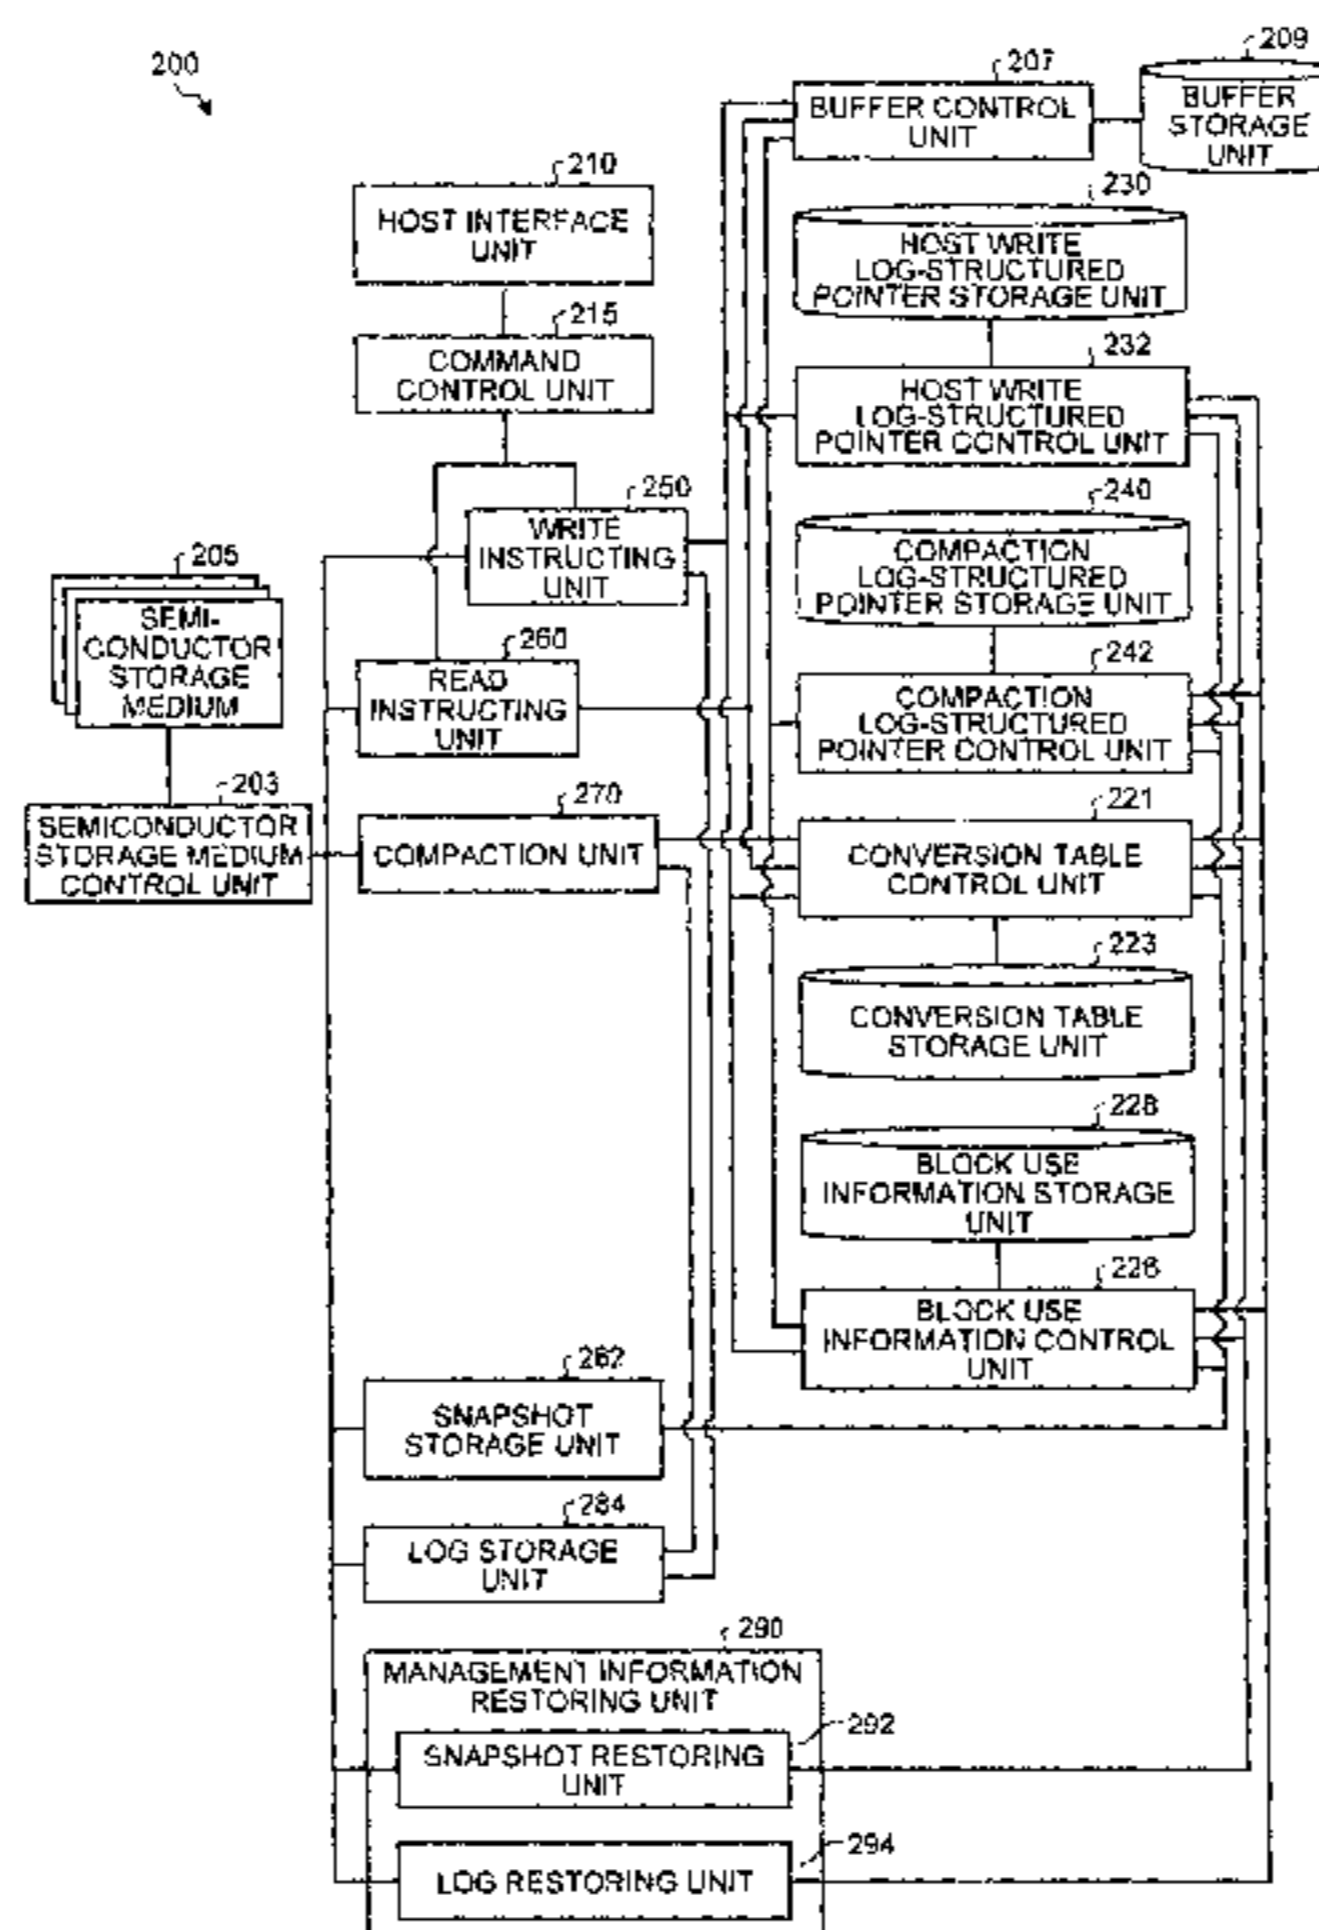 200
209
BUFFER
STORAGE
UNIT
207
BUFFER CONTROL
UNIT
210
HOST INTERFACE
UNIT
230
HOST WRITE
LOG-STRUCTURED
POINTER STORAGE UNIT
215
COMMAND
CONTROL UNIT
232
HOST WRITE
LOG-STRUCTURED
POINTER CONTROL UNIT
250
WRITE
INSTRUCTING
UNIT
240
COMPACTION
LOG-STRUCTURED
POINTER STORAGE UNIT
205
SEMI-
CONDUCTOR
STORAGE
MEDIUM
260
READ
INSTRUCTING
UNIT
242
COMPACTION
LOG-STRUCTURED
POINTER CONTROL UNIT
203
SEMICONDUCTOR
STORAGE MEDIUM
CONTROL UNIT
270
COMPACTION UNIT
221
CONVERSION TABLE
CONTROL UNIT
223
CONVERSION TABLE
STORAGE UNIT
228
BLOCK USE
INFORMATION STORAGE
UNIT
226
BLOCK USE
INFORMATION CONTROL
UNIT
262
SNAPSHOT
STORAGE UNIT
284
LOG STORAGE
UNIT
290
MANAGEMENT INFORMATION
RESTORING UNIT
292
SNAPSHOT RESTORING
UNIT
294
LOG RESTORING UNIT